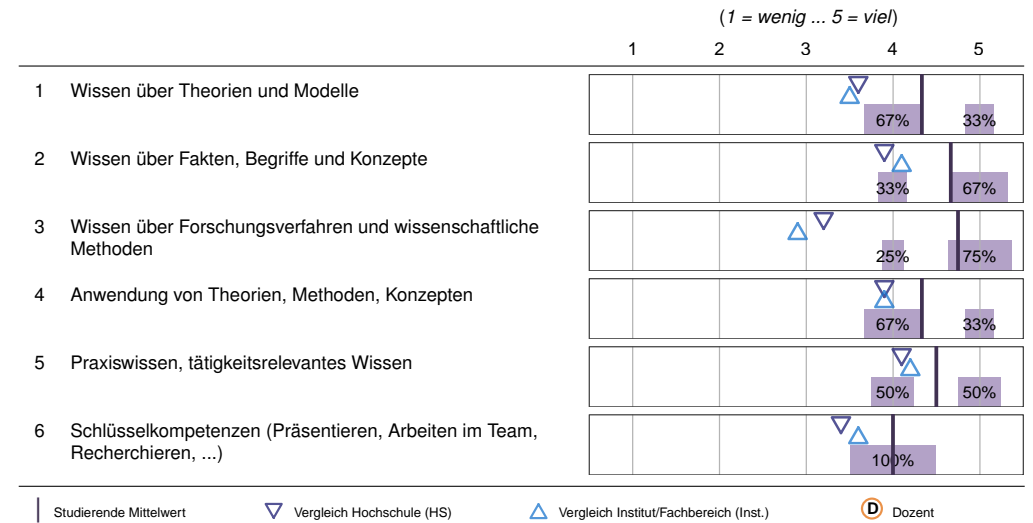 (1 = wenig ... 5 = viel)
1 2 3 4 5
1 Wissen über Theorien und Modelle
67% 33%
2 Wissen über Fakten, Begriffe und Konzepte
33% 67%
3 Wissen über Forschungsverfahren und wissenschaftliche
Methoden
25% 75%
4 Anwendung von Theorien, Methoden, Konzepten
67% 33%
5 Praxiswissen, tätigkeitsrelevantes Wissen
50% 50%
6 Schlüsselkompetenzen (Präsentieren, Arbeiten im Team,
Recherchieren, ...)
100%
Studierende Mittelwert Vergleich Hochschule (HS) Vergleich Institut/Fachbereich (Inst.) D Dozent